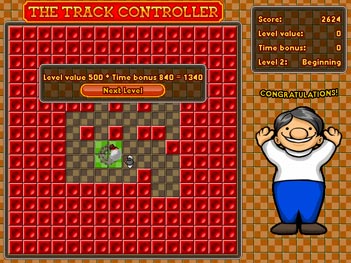 THE TRACK CONTROLLER
Score: 2624
Level value: 0
Time bonus: 0
Level 2: Beginning
Level value 500 * Time bonus 840 = 1340
Next Level
CONGRATULATIONS!